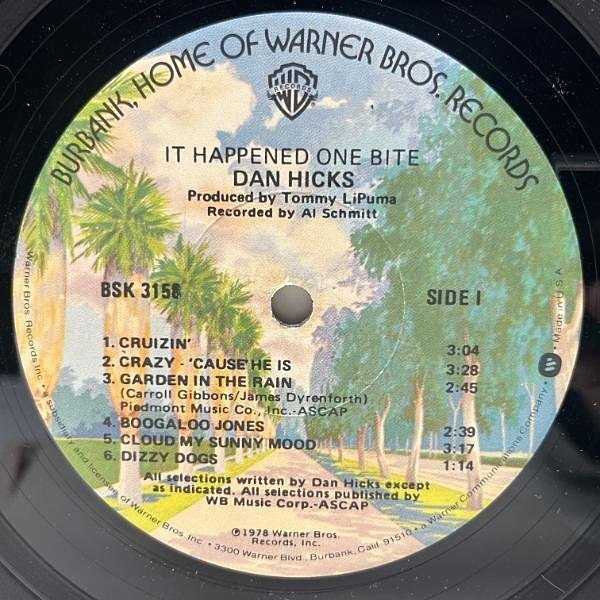 BURBANK, HOME OF WARNER BROS. RECORDS
WB
RECORDS
IT HAPPENED ONE BITE
DAN HICKS
Produced by Tommy LiPuma
Recorded by Al Schmitt
BSK 3158
SIDE I
1. CRUIZIN' 3:04
2. CRAZY - 'CAUSE HE IS 3:28
3. GARDEN IN THE RAIN 2:45
(Carroll Gibbons/James Dyrenforth)
Piedmont Music Co., Inc.-ASCAP
4. BOOGALOO JONES 2:39
5. CLOUD MY SUNNY MOOD 3:17
6. DIZZY DOGS 1:14
All selections written by Dan Hicks except
as indicated. All selections published by
WB Music Corp.-ASCAP
℗1978 Warner Bros.
Records, Inc.
Warner Bros. Records Inc. • a subsidiary and licensee of Warner Bros. Inc. • 3300 Warner Blvd., Burbank, Calif. 91510 • a Warner Communications Company • Made in U.S.A.